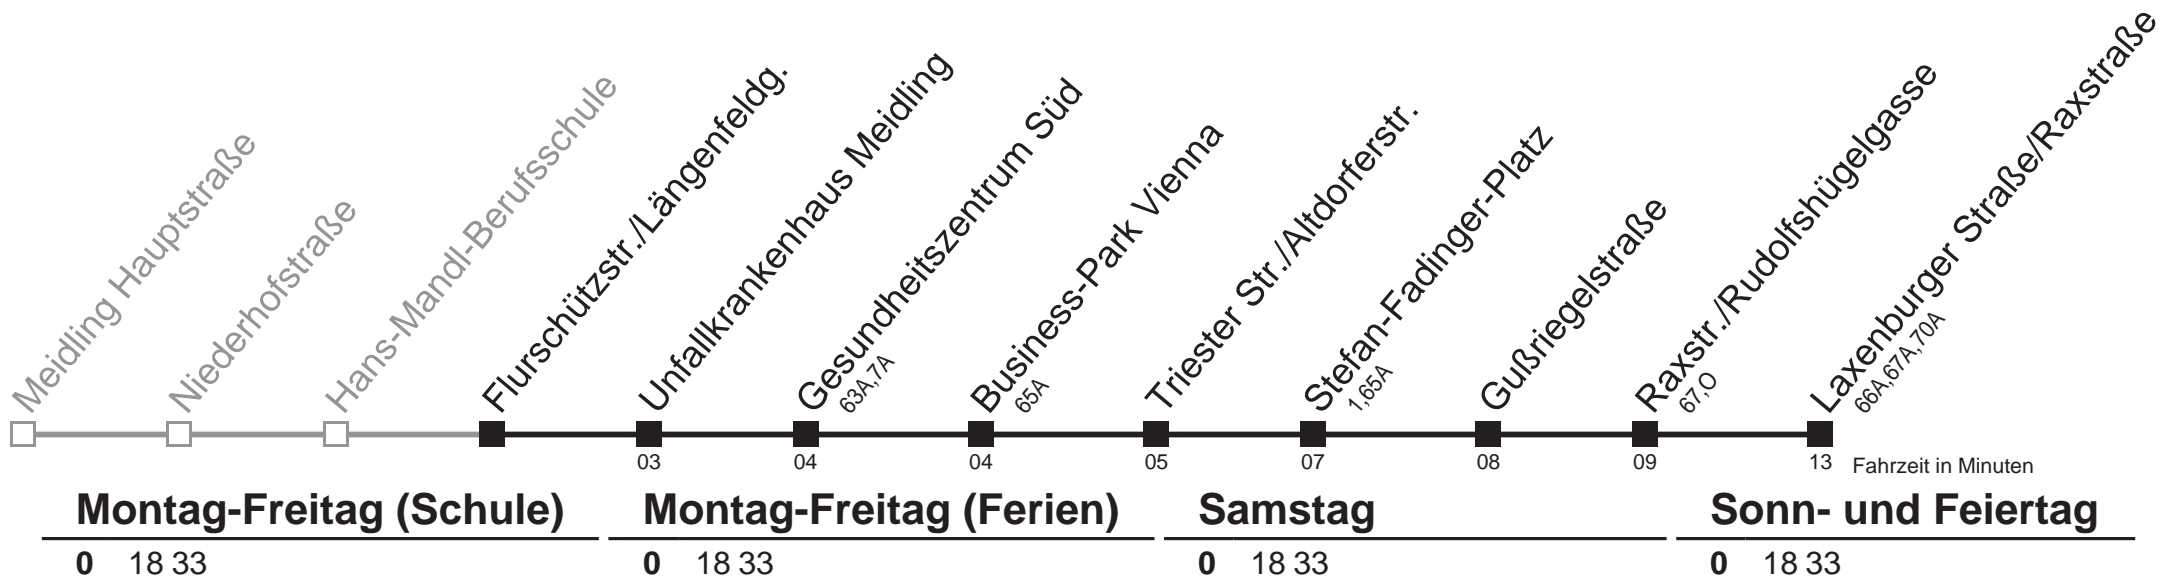 Meidling Hauptstraße
Niederhofstraße
Hans-Mandl-Berufsschule
Flurschützstr./Längenfeldg.
Unfallkrankenhaus Meidling
Gesundheitszentrum Süd
63A,7A
Business-Park Vienna
65A
Triester Str./Altdorferstr.
Stefan-Fadinger-Platz
1,65A
Gußriegelstraße
Raxstr./Rudolfshügelgasse
67,O
Laxenburger Straße/Raxstraße
66A,67A,70A
03 04 04 05 07 08 09 13 Fahrzeit in Minuten
Montag-Freitag (Schule) Montag-Freitag (Ferien) Samstag Sonn- und Feiertag
0 18 33 0 18 33 0 18 33 0 18 33